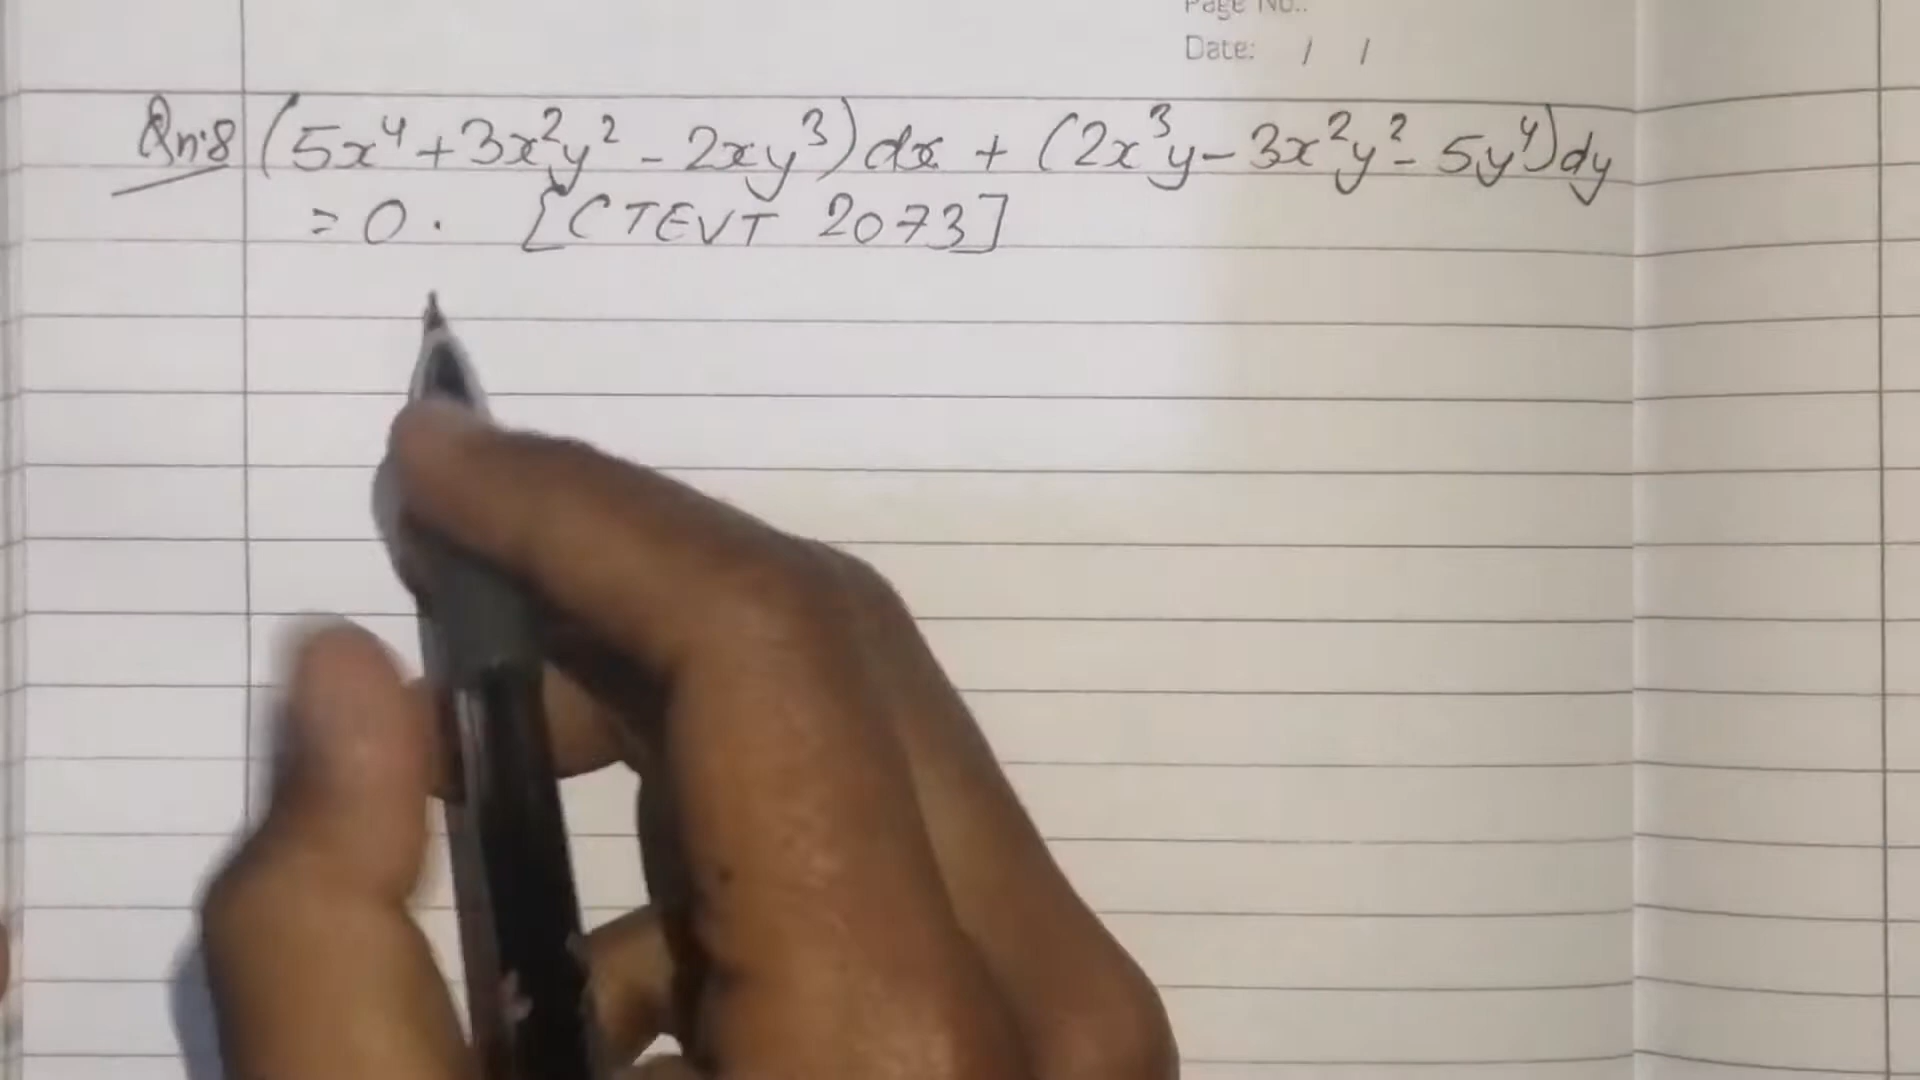 Page No.:
Date: / /
Qn.8 (5x⁴ + 3x²y² - 2xy³) dx + (2x³y - 3x²y² - 5y⁴) dy
= 0. [CTEVT 2073]